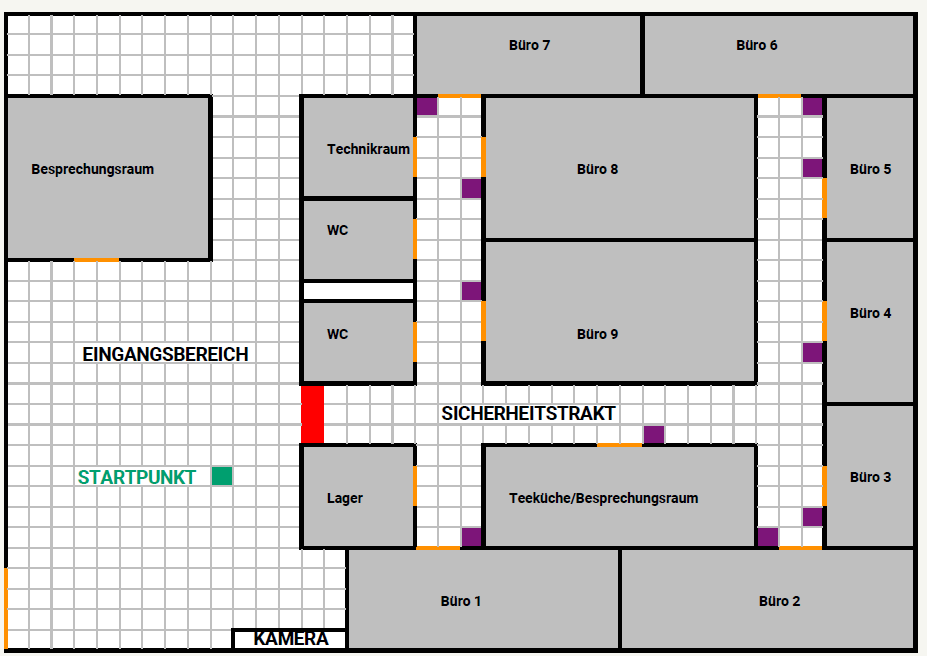 Büro 7
Büro 6
Technikraum
Besprechungsraum
Büro 8
Büro 5
WC
Büro 4
WC
Büro 9
EINGANGSBEREICH
SICHERHEITSTRAKT
STARTPUNKT
Büro 3
Lager
Teeküche/Besprechungsraum
Büro 1
Büro 2
KAMERA